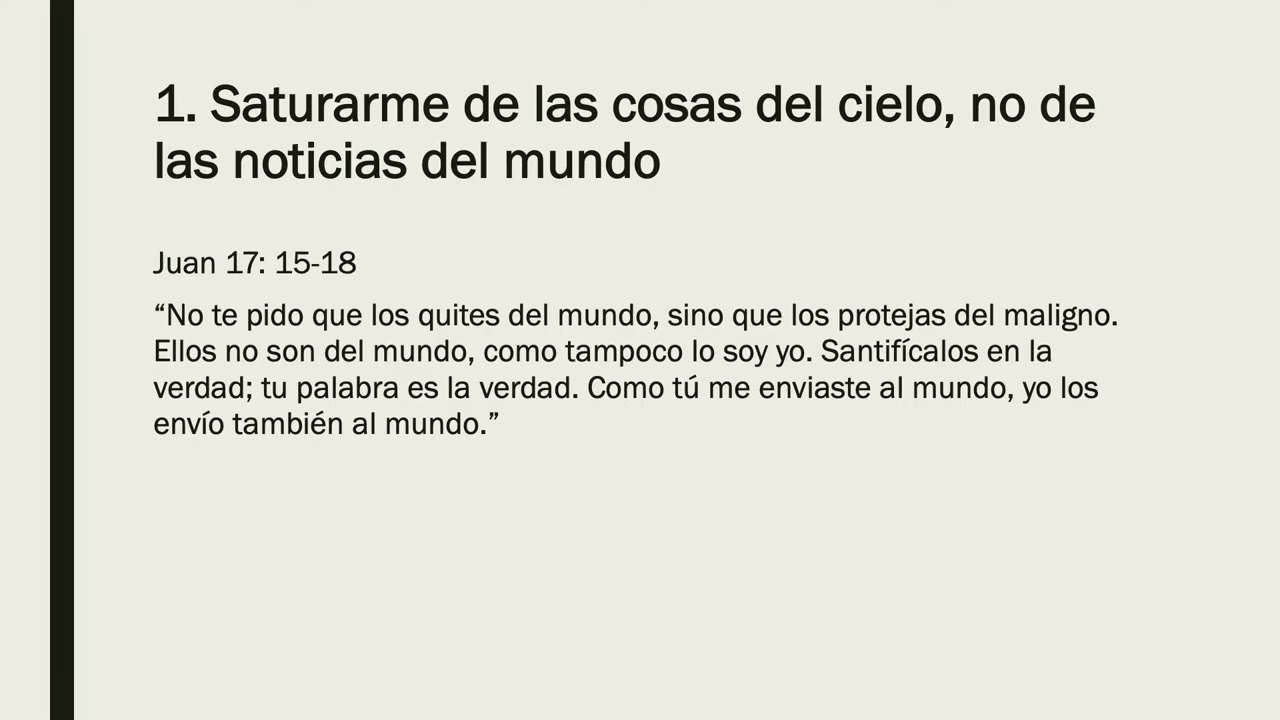 1. Saturarme de las cosas del cielo, no de
las noticias del mundo
Juan 17: 15-18
“No te pido que los quites del mundo, sino que los protejas del maligno.
Ellos no son del mundo, como tampoco lo soy yo. Santifícalos en la
verdad; tu palabra es la verdad. Como tú me enviaste al mundo, yo los
envío también al mundo.”